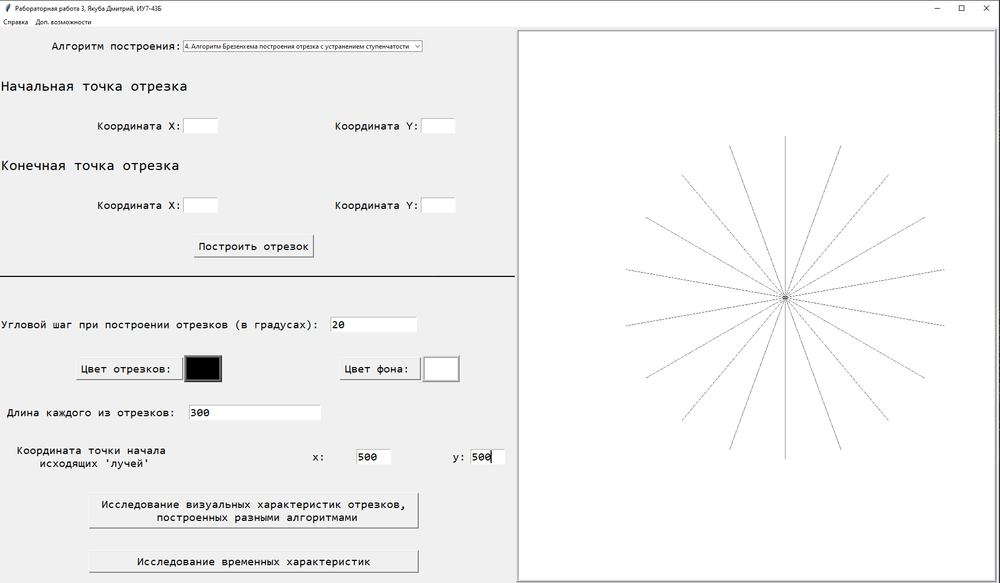 Рабораторная работа 3, Якуба Дмитрий, ИУ7-43Б
Справка Доп. возможности
Алгоритм построения: 4. Алгоритм Брезенхема построения отрезка с устранением ступенчатости
Начальная точка отрезка
Координата X: Координата Y:
Конечная точка отрезка
Координата X: Координата Y:
Построить отрезок
Угловой шаг при построении отрезков (в градусах): 20
Цвет отрезков: Цвет фона:
Длина каждого из отрезков: 300
Координата точки начала
исходящих 'лучей'
x: 500 y: 500
Исследование визуальных характеристик отрезков,
построенных разными алгоритмами
Исследование временных характеристик